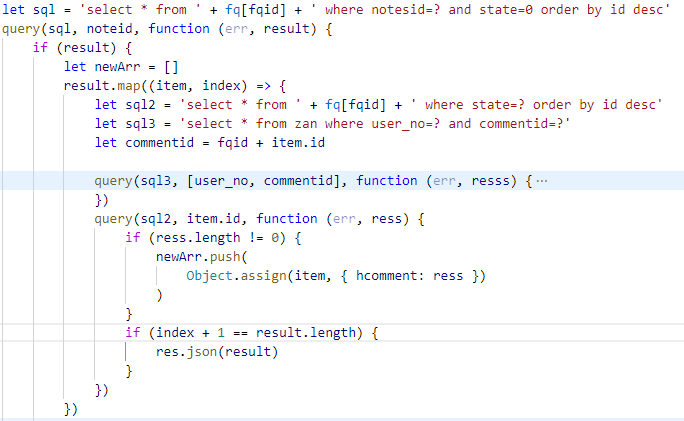 let sql = 'select * from ' + fq[fqid] + ' where notesid=? and state=0 order by id desc'
query(sql, noteid, function (err, result) {
if (result) {
let newArr = []
result.map((item, index) => {
let sql2 = 'select * from ' + fq[fqid] + ' where state=? order by id desc'
let sql3 = 'select * from zan where user_no=? and commentid=?'
let commentid = fqid + item.id
query(sql3, [user_no, commentid], function (err, resss) {⋯
})
query(sql2, item.id, function (err, ress) {
if (ress.length != 0) {
newArr.push(
Object.assign(item, { hcomment: ress })
)
}
if (index + 1 == result.length) {
res.json(result)
}
})
})